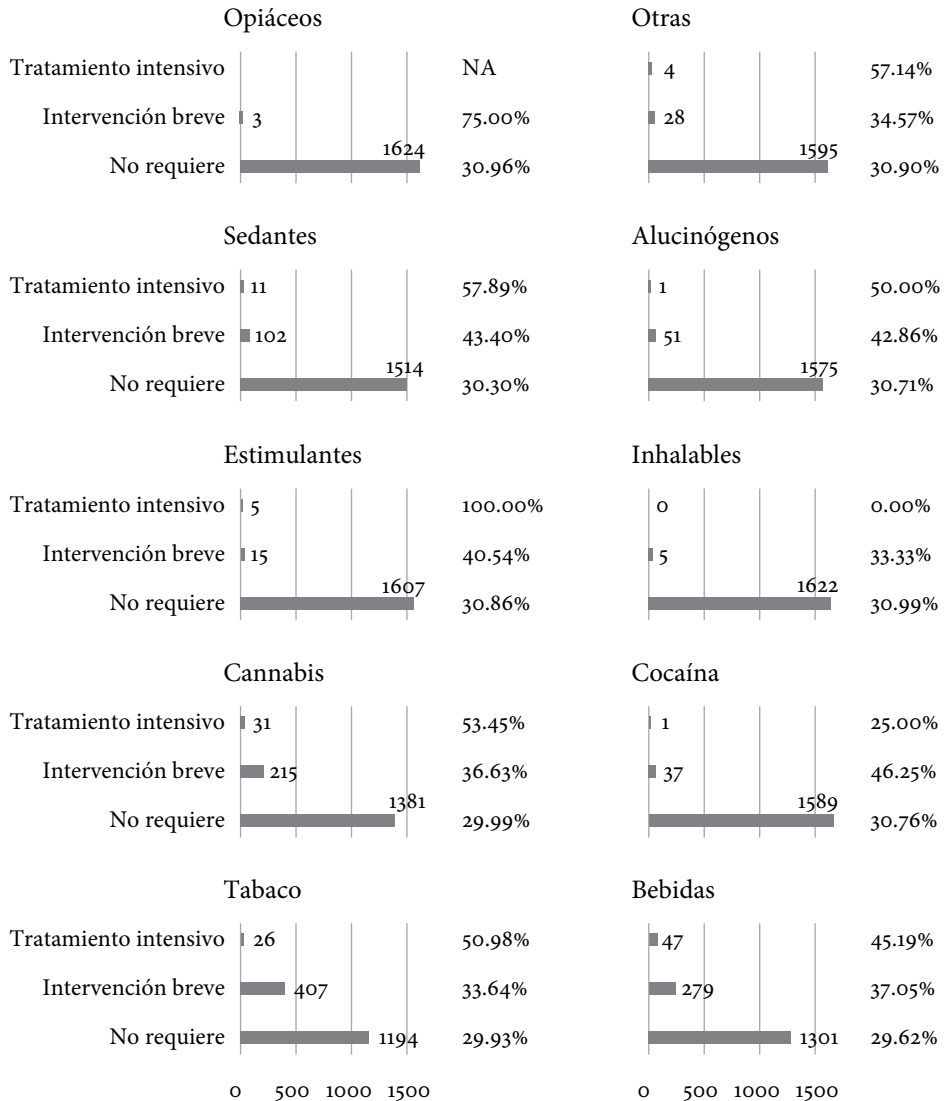 Opiáceos
Tratamiento intensivo NA
Intervención breve 3 75.00%
No requiere 1624 30.96%
Otras
4 57.14%
28 34.57%
1595 30.90%
Sedantes
Tratamiento intensivo 11 57.89%
Intervención breve 102 43.40%
No requiere 1514 30.30%
Alucinógenos
1 50.00%
51 42.86%
1575 30.71%
Estimulantes
Tratamiento intensivo 5 100.00%
Intervención breve 15 40.54%
No requiere 1607 30.86%
Inhalables
0 0.00%
5 33.33%
1622 30.99%
Cannabis
Tratamiento intensivo 31 53.45%
Intervención breve 215 36.63%
No requiere 1381 29.99%
Cocaína
1 25.00%
37 46.25%
1589 30.76%
Tabaco
Tratamiento intensivo 26 50.98%
Intervención breve 407 33.64%
No requiere 1194 29.93%
0 500 1000 1500
Bebidas
47 45.19%
279 37.05%
1301 29.62%
0 500 1000 1500